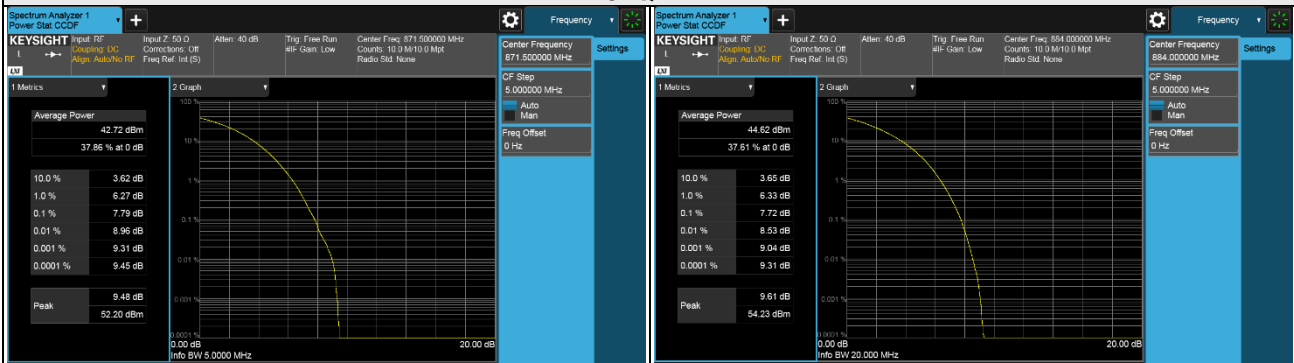 Spectrum Analyzer 1
Power Stat CCDF
+
Frequency
KEYSIGHT
L
LXI
Input: RF
Coupling: DC
Align: Auto/No RF
Input Z: 50 Ω
Corrections: Off
Freq Ref: Int (S)
Atten: 40 dB
Trig: Free Run
#IF Gain: Low
Center Freq: 871.500000 MHz
Counts: 10.0 M/10.0 Mpt
Radio Std: None
Center Frequency
871.500000 MHz
Settings
CF Step
5.000000 MHz
Auto
Man
Freq Offset
0 Hz
1 Metrics
Average Power
42.72 dBm
37.86 % at 0 dB
10.0 % 3.62 dB
1.0 % 6.27 dB
0.1 % 7.79 dB
0.01 % 8.96 dB
0.001 % 9.31 dB
0.0001 % 9.45 dB
Peak
9.48 dB
52.20 dBm
2 Graph
100 %
10 %
1 %
0.1 %
0.01 %
0.001 %
0.0001 %
0.00 dB 20.00 dB
Info BW 5.0000 MHz
Spectrum Analyzer 1
Power Stat CCDF
+
Frequency
KEYSIGHT
L
LXI
Input: RF
Coupling: DC
Align: Auto/No RF
Input Z: 50 Ω
Corrections: Off
Freq Ref: Int (S)
Atten: 40 dB
Trig: Free Run
#IF Gain: Low
Center Freq: 884.000000 MHz
Counts: 10.0 M/10.0 Mpt
Radio Std: None
Center Frequency
884.000000 MHz
Settings
CF Step
5.000000 MHz
Auto
Man
Freq Offset
0 Hz
1 Metrics
Average Power
44.62 dBm
37.61 % at 0 dB
10.0 % 3.65 dB
1.0 % 6.33 dB
0.1 % 7.72 dB
0.01 % 8.53 dB
0.001 % 9.04 dB
0.0001 % 9.31 dB
Peak
9.61 dB
54.23 dBm
2 Graph
100 %
10 %
1 %
0.1 %
0.01 %
0.001 %
0.0001 %
0.00 dB 20.00 dB
Info BW 20.000 MHz